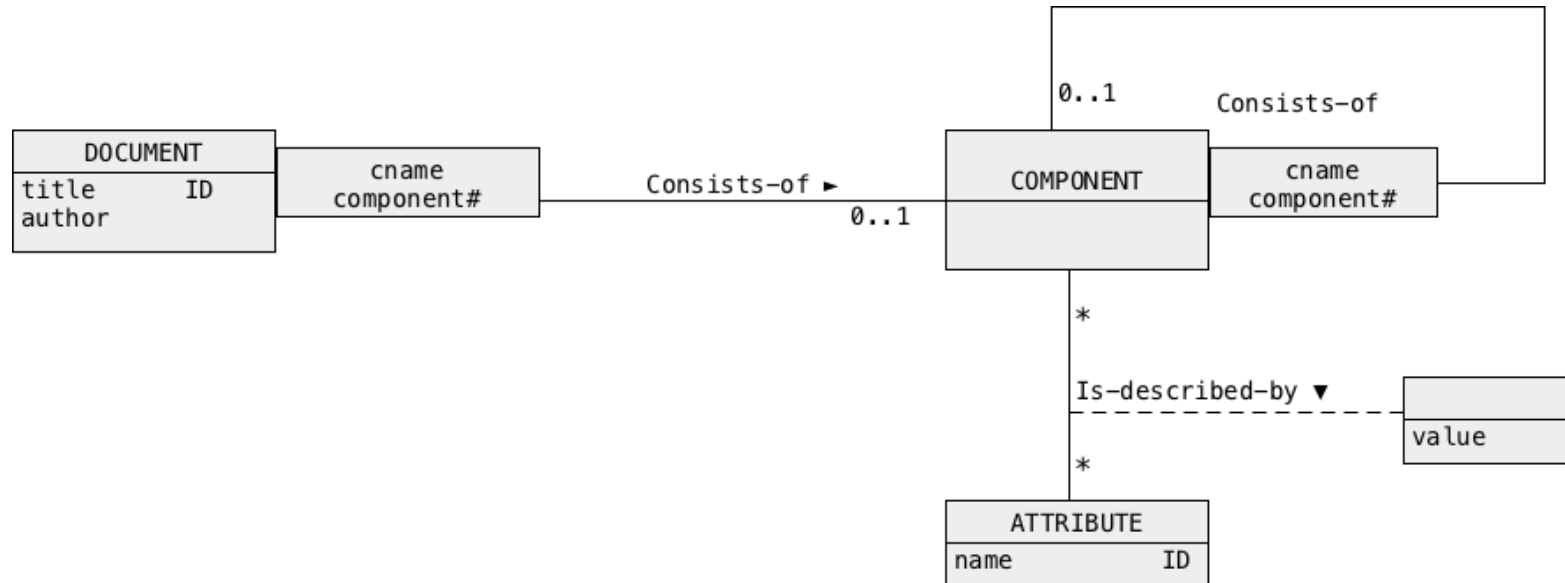 0..1
Consists-of
DOCUMENT
title ID
author
cname
component#
Consists-of ►
0..1
COMPONENT
cname
component#
*
Is-described-by ▼
value
*
ATTRIBUTE
name ID